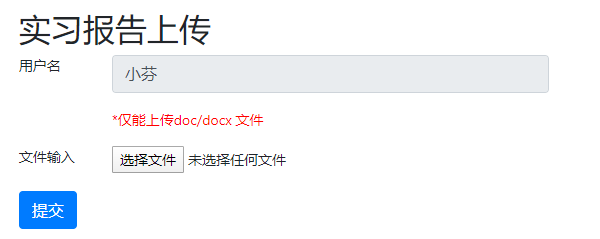 实习报告上传
用户名 小芬
*仅能上传doc/docx 文件
文件输入 选择文件 未选择任何文件
提交